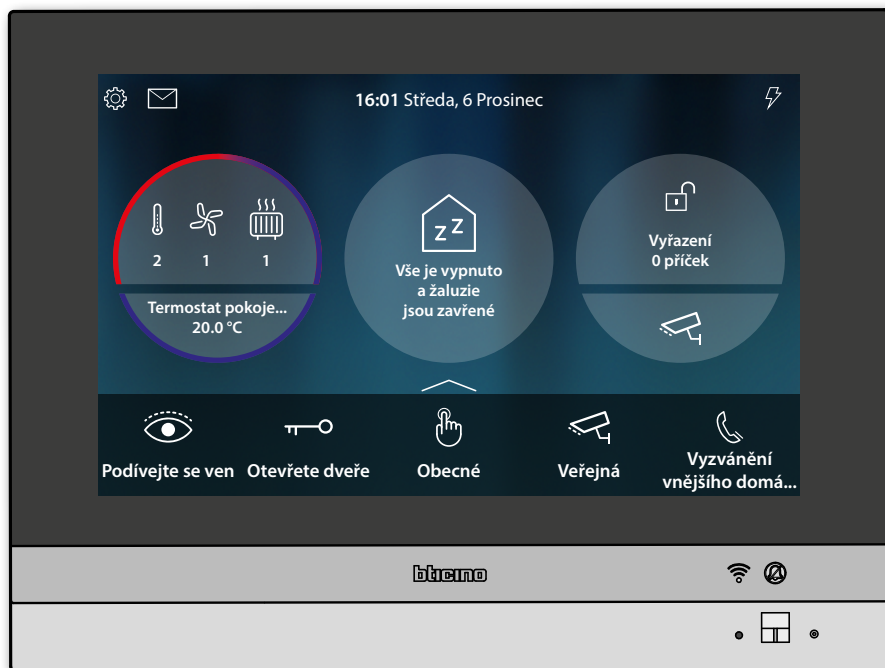 16:01 Středa, 6 Prosinec
2 1 1
Termostat pokoje...
20.0 °C
zz
Vše je vypnuto
a žaluzie
jsou zavřené
Vyřazení
0 příček
Podívejte se ven
Otevřete dveře
Obecné
Veřejná
Vyzvánění
vnějšího domá...
bticino